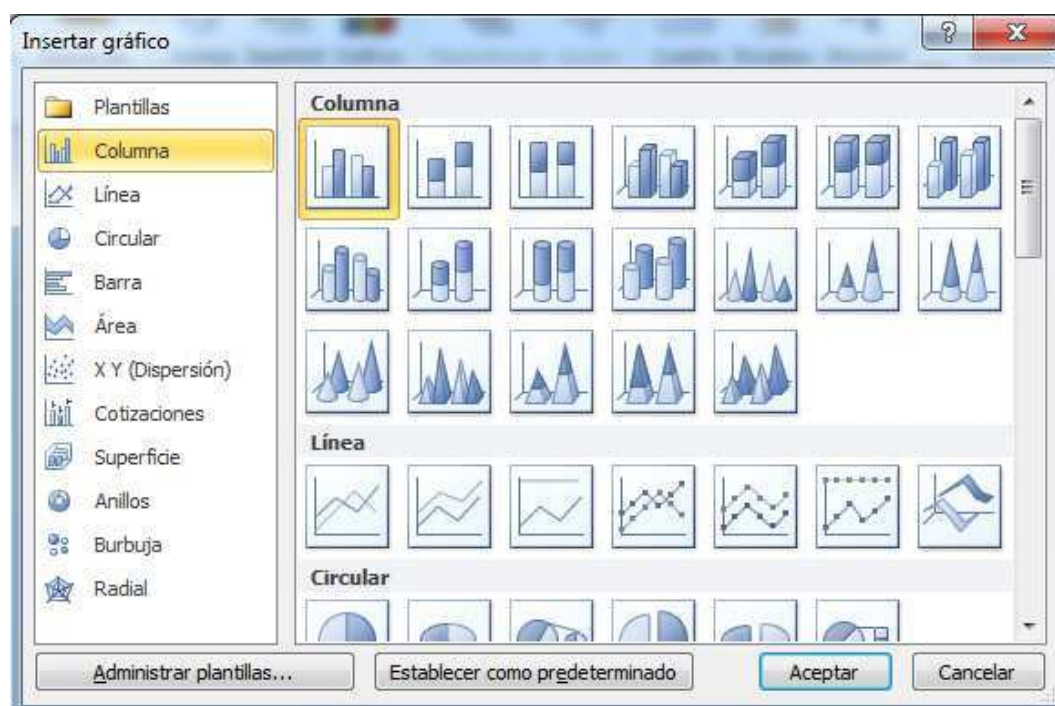 Insertar gráfico
Plantillas
Columna
Línea
Circular
Barra
Área
X Y (Dispersión)
Cotizaciones
Superficie
Anillos
Burbuja
Radial
Columna
Línea
Circular
Administrar plantillas...
Establecer como predeterminado
Aceptar
Cancelar